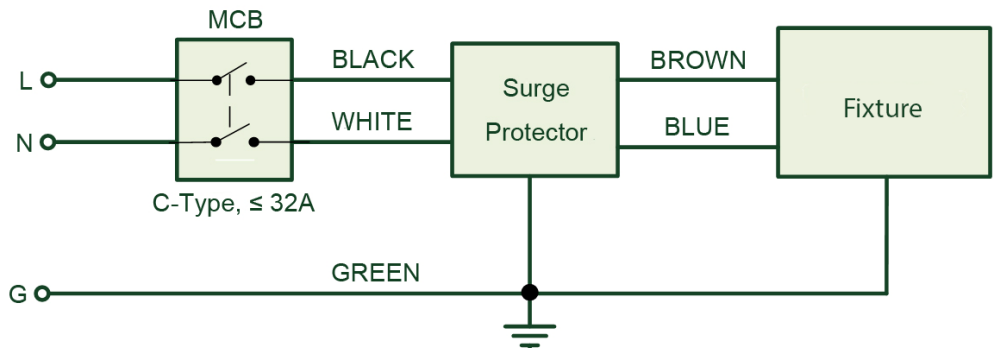 MCB
L
BLACK
BROWN
Surge
Protector
Fixture
N
WHITE
BLUE
C-Type, ≤ 32A
GREEN
G